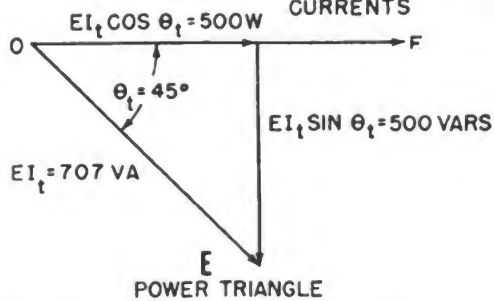 CURRENTS
EI_t COS θ_t = 500W
O
F
θ_t = 45°
EI_t SIN θ_t = 500 VARS
EI_t = 707 VA
E
POWER TRIANGLE